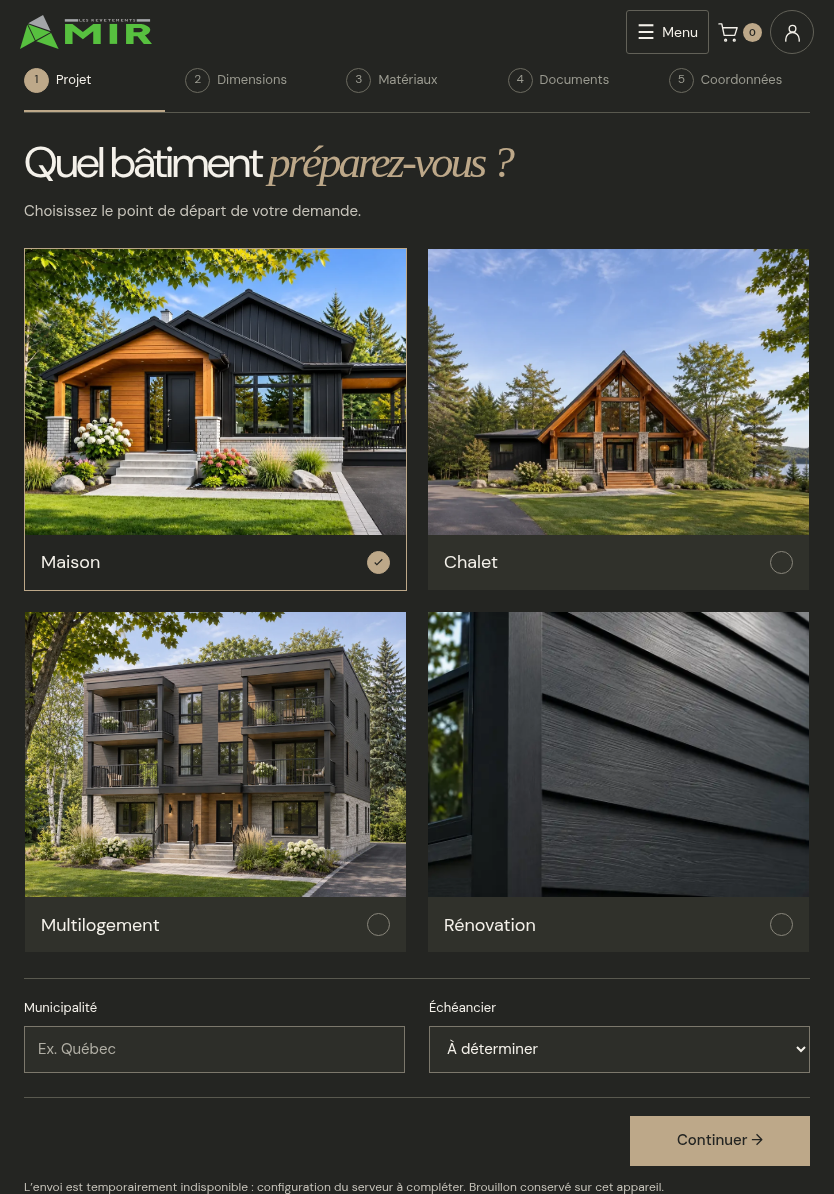 LES REVÊTEMENTS
MIR
Menu
0
1 Projet
2 Dimensions
3 Matériaux
4 Documents
5 Coordonnées
Quel bâtiment préparez-vous ?
Choisissez le point de départ de votre demande.
Maison
Chalet
Multilogement
Rénovation
Municipalité
Échéancier
Ex. Québec
À déterminer
Continuer →
L’envoi est temporairement indisponible : configuration du serveur à compléter. Brouillon conservé sur cet appareil.